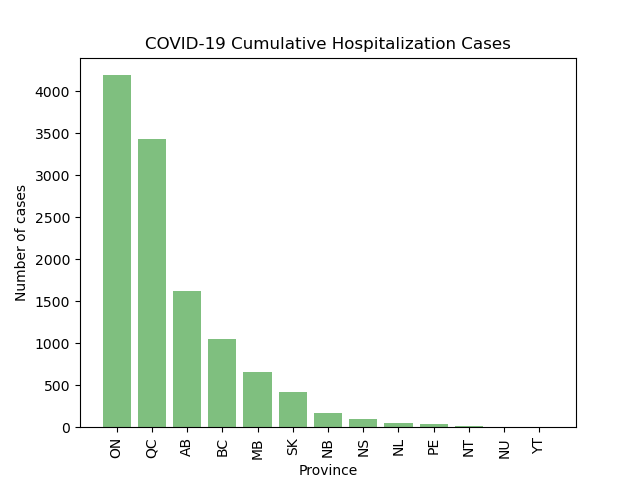 COVID-19 Cumulative Hospitalization Cases
Number of cases
4000
3500
3000
2500
2000
1500
1000
500
0
ON QC AB BC MB SK NB NS NL PE NT NU YT
Province